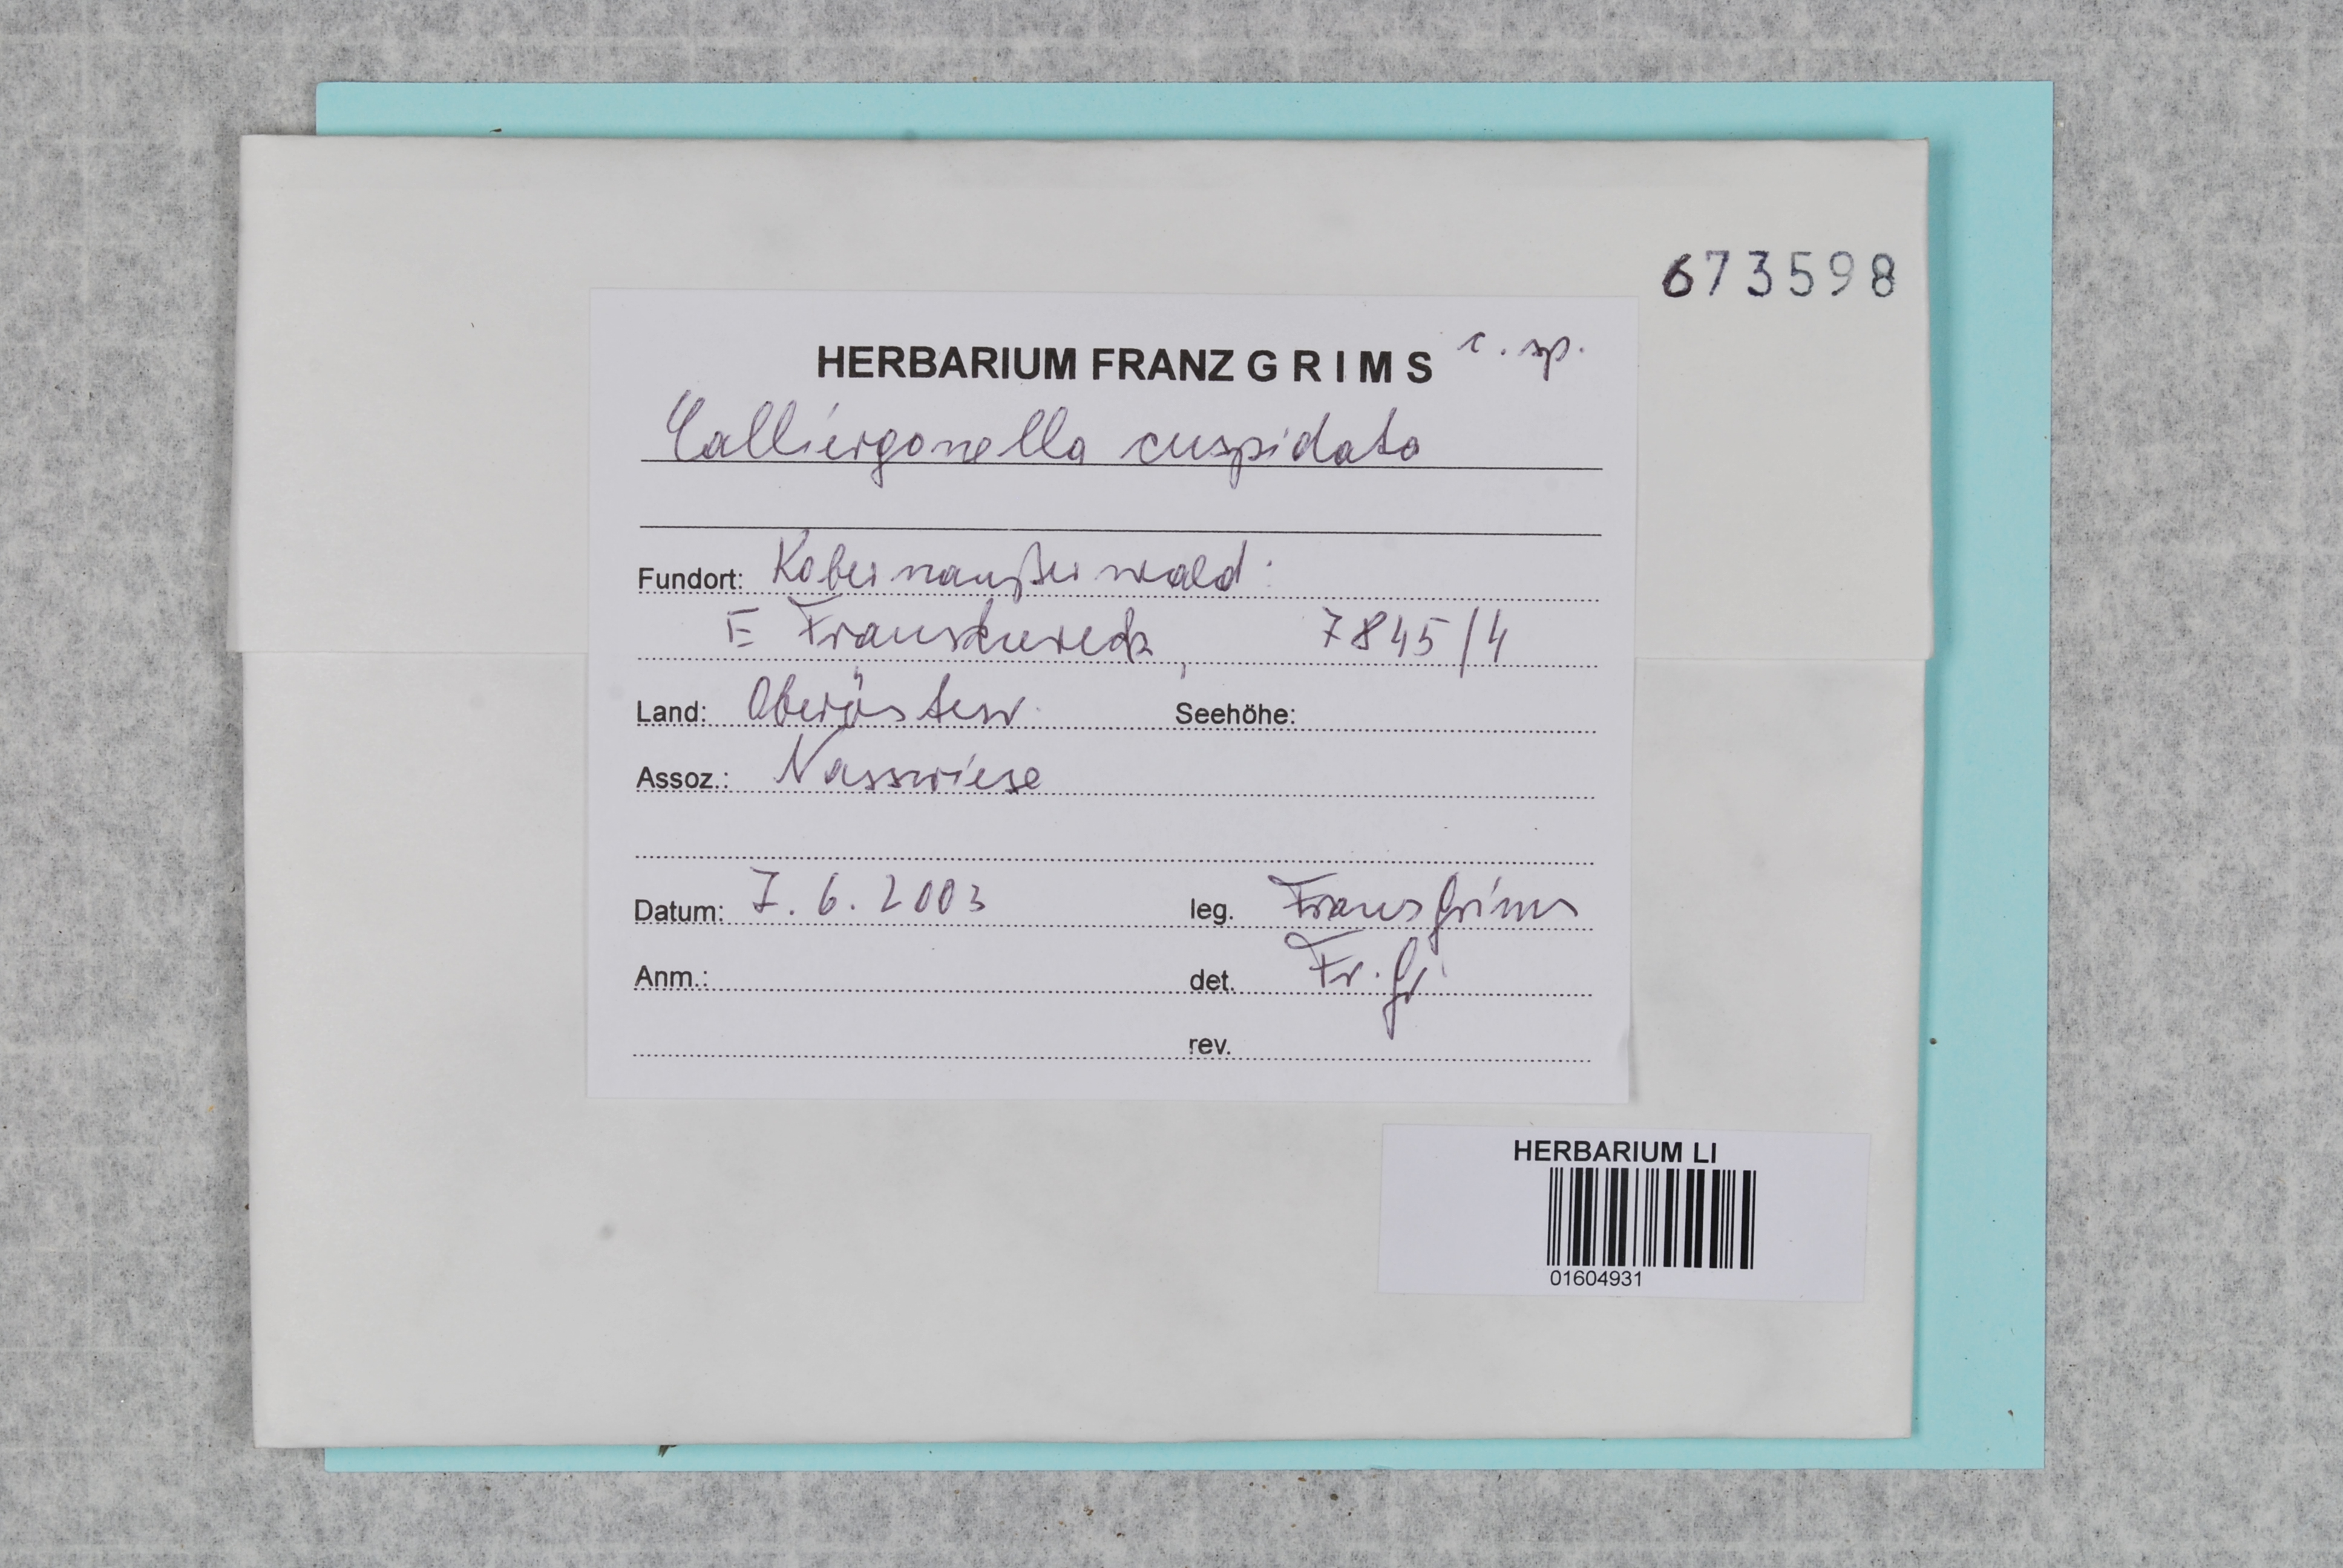 673598
HERBARIUM FRANZ G R I M S c. sp.
Calliergonella cuspidata
Fundort: Kobernaußerwald:
E Frauschereck, 7845/4
Land: Oberösterr. Seehöhe:
Assoz.: Nasswiese
Datum: 7. 6. 2003 leg. Franz Grims
Anm.: det. Fr. Gr
rev.
HERBARIUM LI
01604931